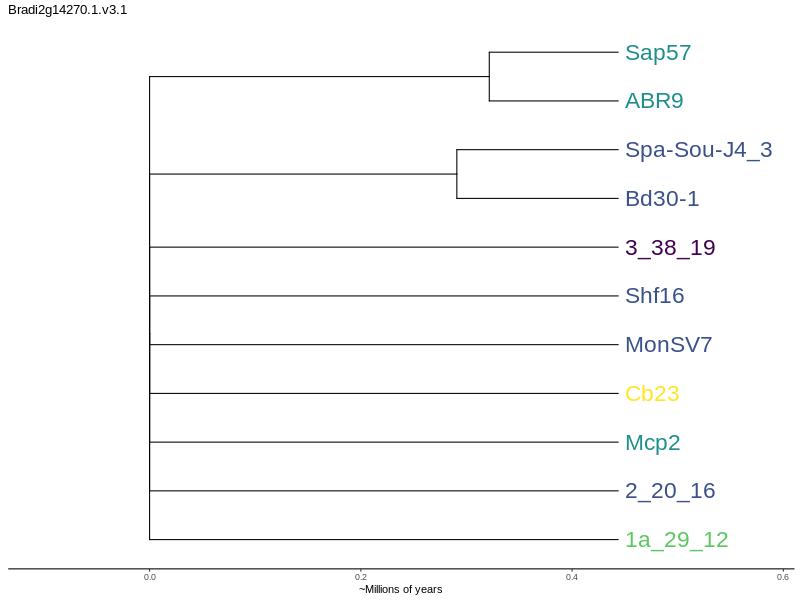 Bradi2g14270.1.v3.1
Sap57
ABR9
Spa-Sou-J4_3
Bd30-1
3_38_19
Shf16
MonSV7
Cb23
Mcp2
2_20_16
1a_29_12
0.0 0.2 0.4 0.6
~Millions of years